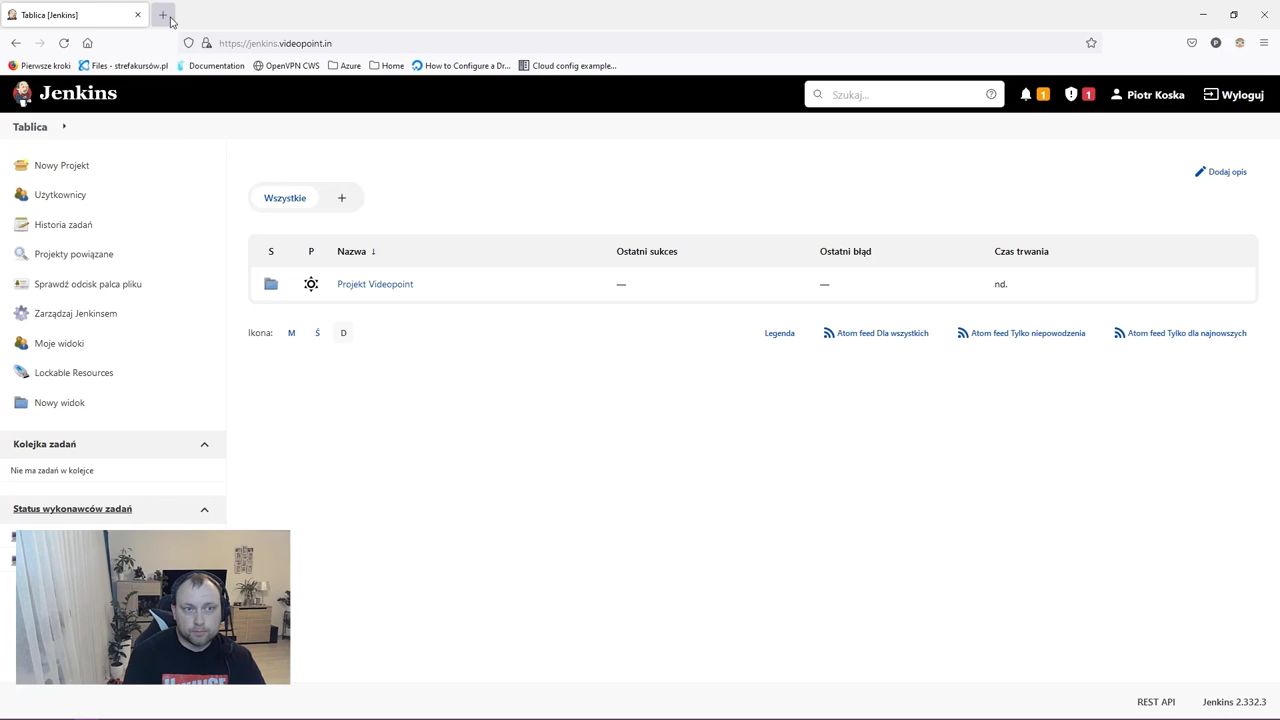 Tablica [Jenkins]
https://jenkins.videopoint.in
Pierwsze kroki
Files - strefakursów.pl
Documentation
OpenVPN CWS
Azure
Home
How to Configure a Dr...
Cloud config example...
Jenkins
Szukaj...
1
1
Piotr Koska
Wyloguj
Tablica
Nowy Projekt
Użytkownicy
Historia zadań
Projekty powiązane
Sprawdź odcisk palca pliku
Zarządzaj Jenkinsem
Moje widoki
Lockable Resources
Nowy widok
Kolejka zadań
Nie ma zadań w kolejce
Status wykonawców zadań
Dodaj opis
Wszystkie +
S P Nazwa ↓ Ostatni sukces Ostatni błąd Czas trwania
Projekt Videopoint — — nd.
Ikona: M Ś D
Legenda
Atom feed Dla wszystkich
Atom feed Tylko niepowodzenia
Atom feed Tylko dla najnowszych
REST API
Jenkins 2.332.3